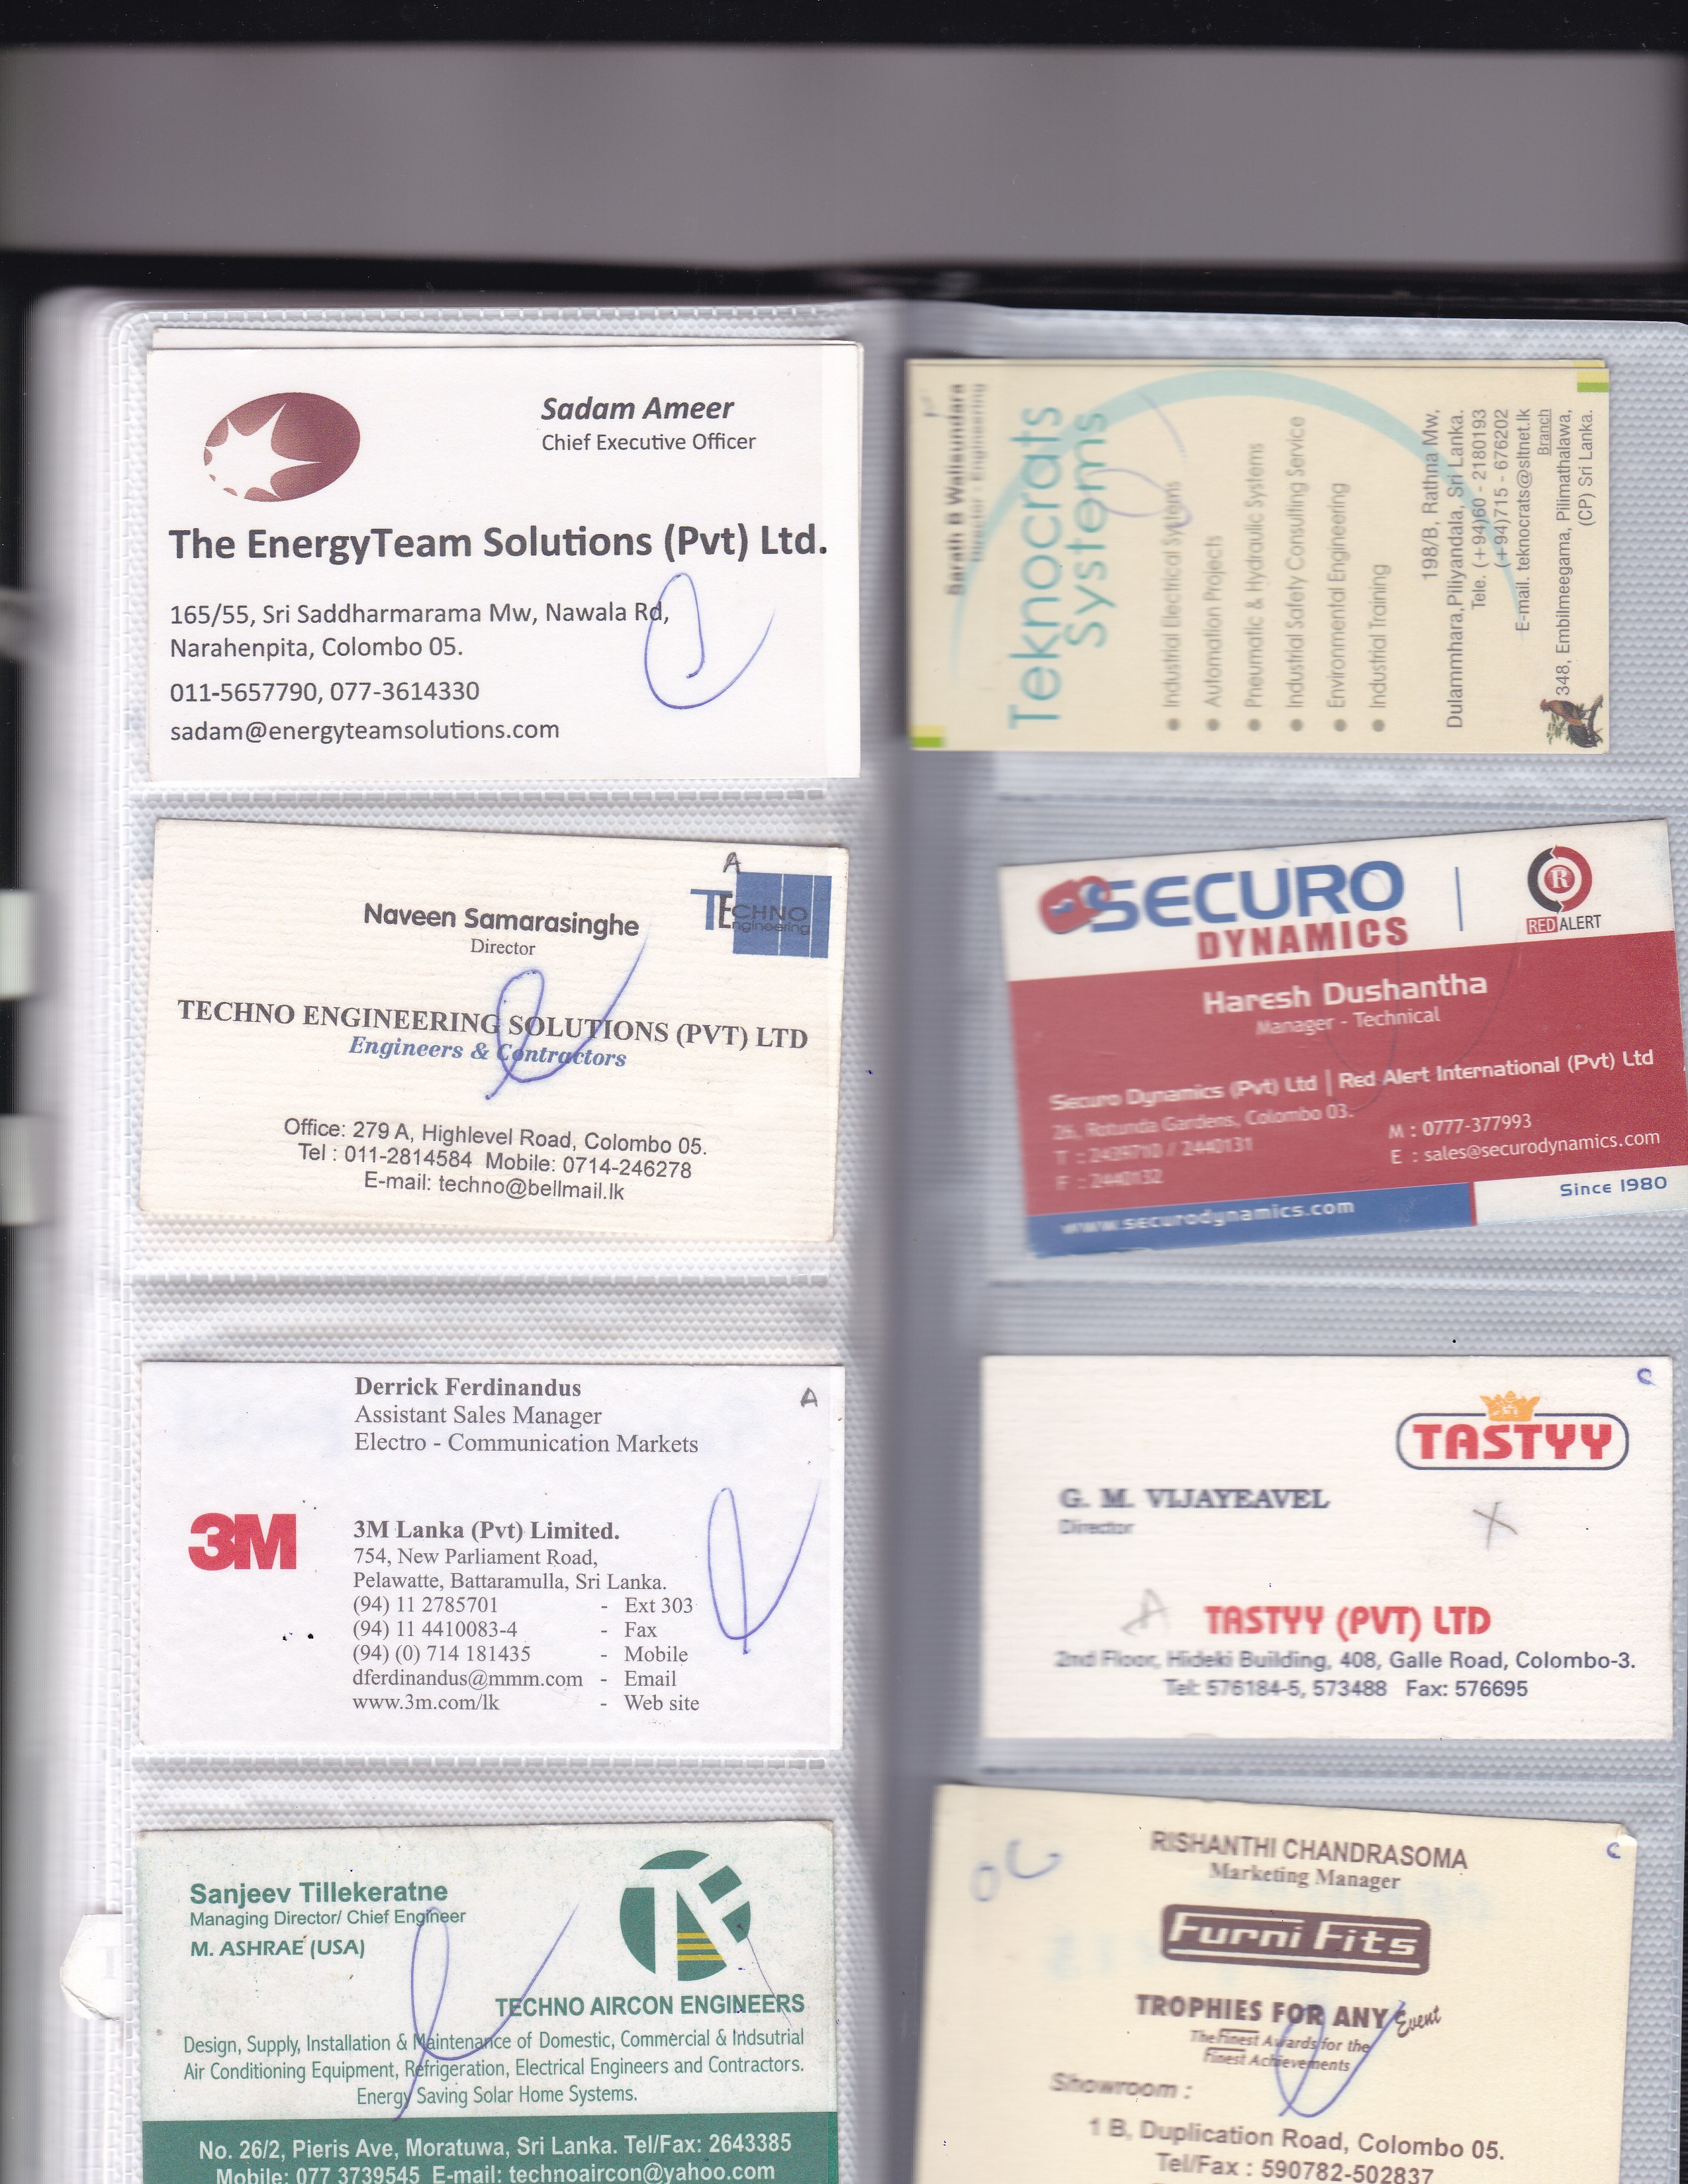 Sadam Ameer
Chief Executive Officer
The EnergyTeam Solutions (Pvt) Ltd.
165/55, Sri Saddharmarama Mw, Nawala Rd,
Narahenpita, Colombo 05.
011-5657790, 077-3614330
sadam@energyteamsolutions.com
A
TECHNO
Engineering
Naveen Samarasinghe
Director
TECHNO ENGINEERING SOLUTIONS (PVT) LTD
Engineers & Contractors
Office: 279 A, Highlevel Road, Colombo 05.
Tel : 011-2814584 Mobile: 0714-246278
E-mail: techno@bellmail.lk
Derrick Ferdinandus
A
Assistant Sales Manager
Electro - Communication Markets
3M
3M Lanka (Pvt) Limited.
754, New Parliament Road,
Pelawatte, Battaramulla, Sri Lanka.
(94) 11 2785701 - Ext 303
(94) 11 4410083-4 - Fax
(94) (0) 714 181435 - Mobile
dferdinandus@mmm.com - Email
www.3m.com/lk - Web site
Sanjeev Tillekeratne
Managing Director/ Chief Engineer
M. ASHRAE (USA)
TECHNO AIRCON ENGINEERS
Design, Supply, Installation & Maintenance of Domestic, Commercial & Indsutrial
Air Conditioning Equipment, Refrigeration, Electrical Engineers and Contractors.
Energy Saving Solar Home Systems.
No. 26/2, Pieris Ave, Moratuwa, Sri Lanka. Tel/Fax: 2643385
Mobile: 077 3739545 E-mail: technoaircon@yahoo.com
Barath B Walisundara
Director - Engineering
Teknocrats
Systems
● Industrial Electrical Systems
● Automation Projects
● Pneumatic & Hydraulic Systems
● Industrial Safety Consulting Service
● Environmental Engineering
● Industrial Training
198/B, Rathna Mw,
Dulammhara,Piliyandala, Sri Lanka.
Tele. (+94)60 - 2180193
(+94)715 - 676202
E-mail. teknocrats@sltnet.lk
Branch
348, Embilmeegama, Pilimathalawa,
(CP) Sri Lanka.
SECURO
DYNAMICS
R
RED ALERT
Haresh Dushantha
Manager - Technical
Securo Dynamics (Pvt) Ltd | Red Alert International (Pvt) Ltd
26, Rotunda Gardens, Colombo 03.
T : 2439710 / 2440131
F : 2440132
M : 0777-377993
E : sales@securodynamics.com
www.securodynamics.com
Since 1980
C
TASTYY
G. M. VIJAYEAVEL
Director
X
A
TASTYY (PVT) LTD
2nd Floor, Hideki Building, 408, Galle Road, Colombo-3.
Tel: 576184-5, 573488 Fax: 576695
C
RISHANTHI CHANDRASOMA
Marketing Manager
Furni Fits
TROPHIES FOR ANY Event
The Finest Awards for the
Finest Achievements
Showroom :
1 B, Duplication Road, Colombo 05.
Tel/Fax : 590782-502837